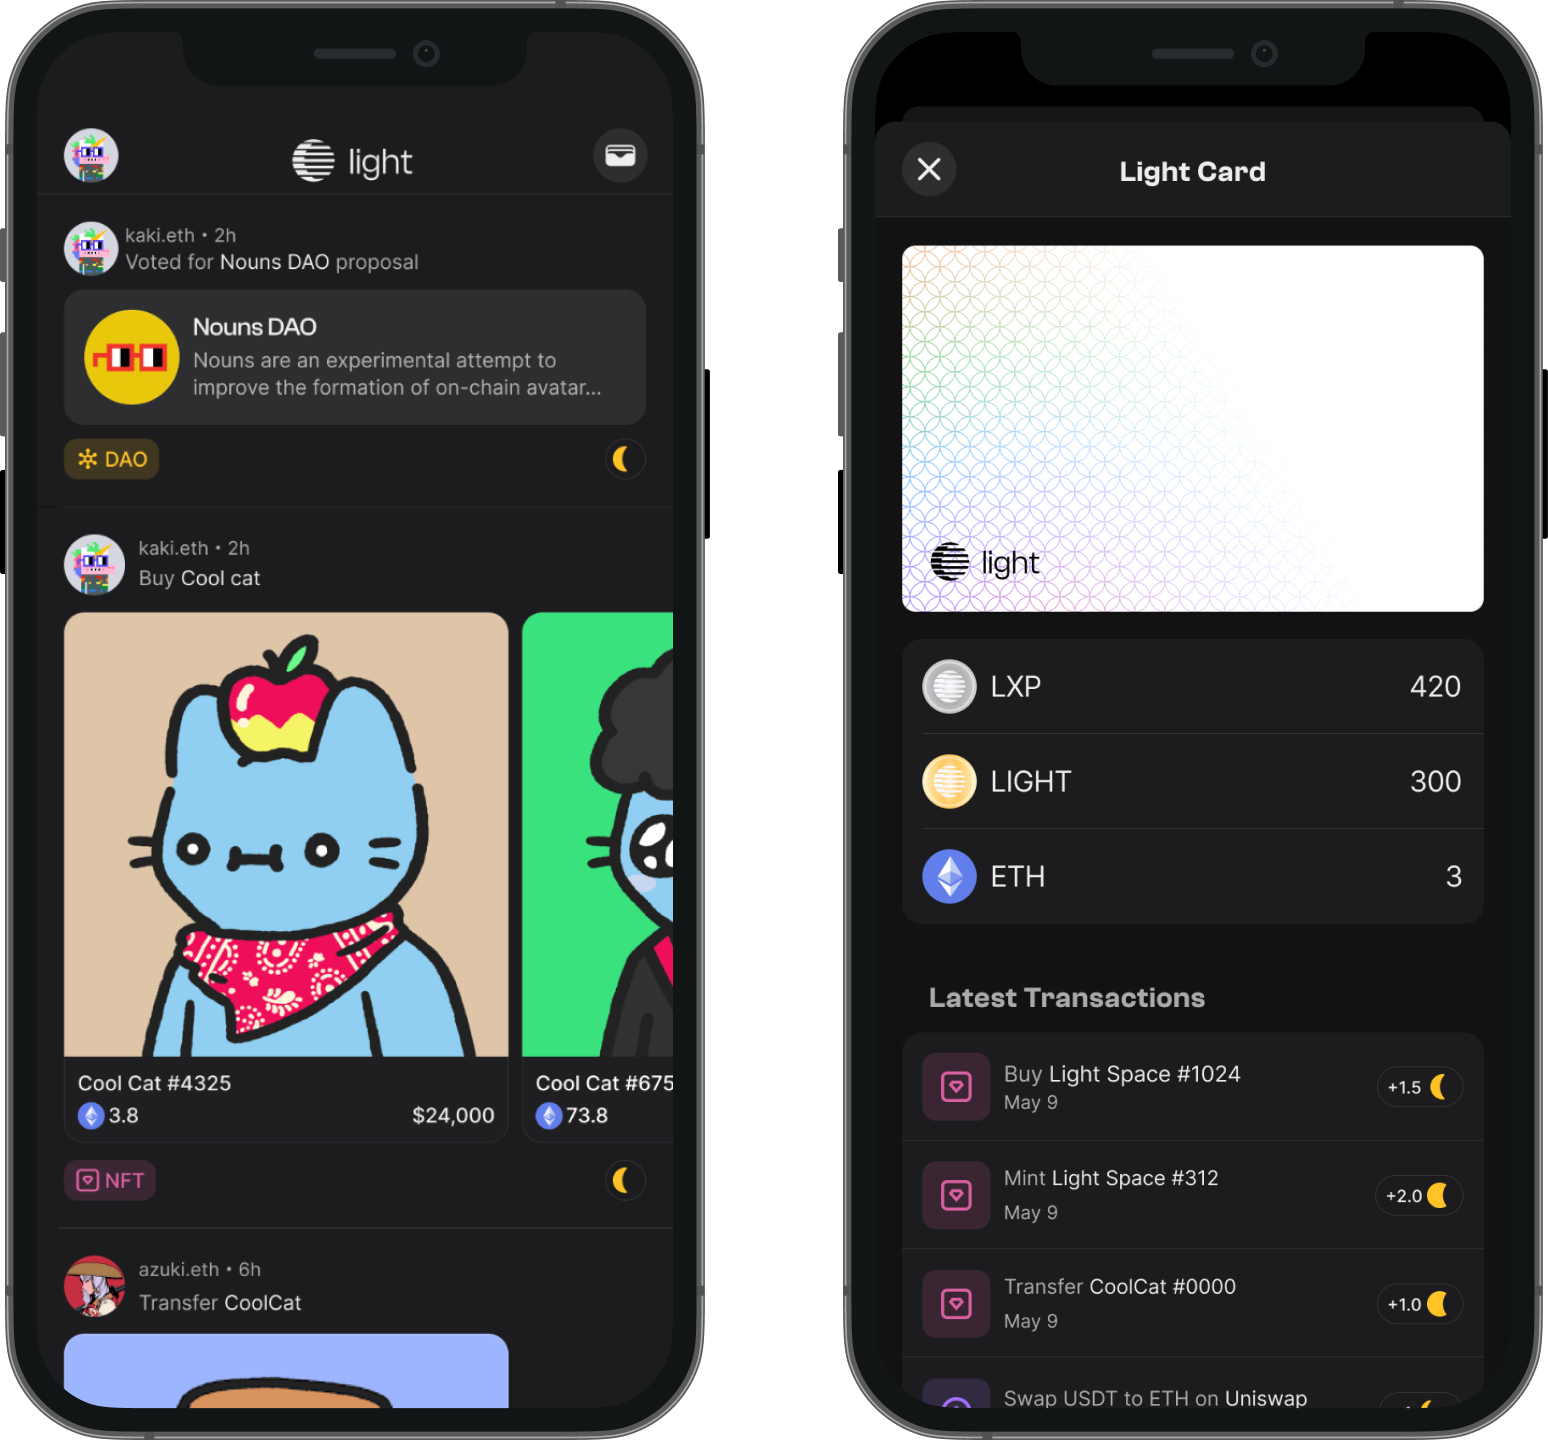 light
kaki.eth • 2h
Voted for Nouns DAO proposal
Nouns DAO
Nouns are an experimental attempt to
improve the formation of on-chain avatar...
DAO
kaki.eth • 2h
Buy Cool cat
Cool Cat #4325
3.8
$24,000
Cool Cat #675
73.8
NFT
azuki.eth • 6h
Transfer CoolCat
Light Card
light
LXP
420
LIGHT
300
ETH
3
Latest Transactions
Buy Light Space #1024
May 9
+1.5
Mint Light Space #312
May 9
+2.0
Transfer CoolCat #0000
May 9
+1.0
Swap USDT to ETH on Uniswap